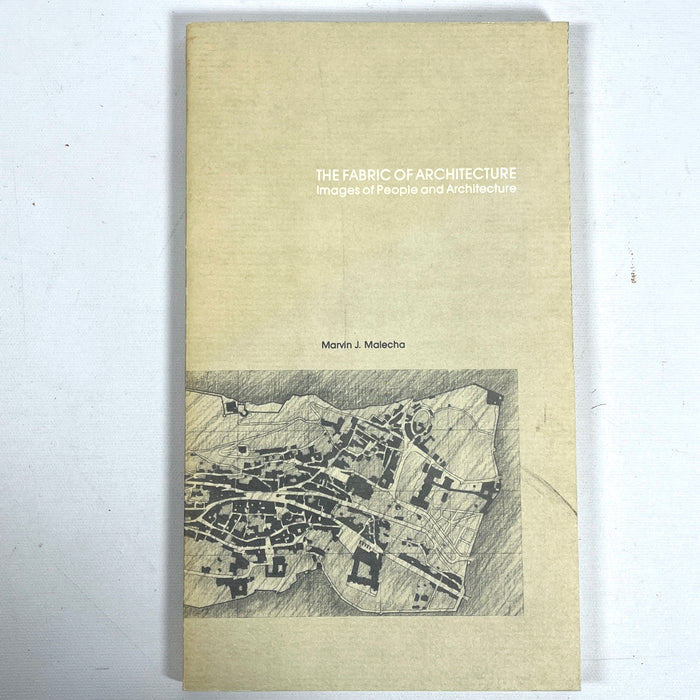 THE FABRIC OF ARCHITECTURE
Images of People and Architecture
Marvin J. Malecha